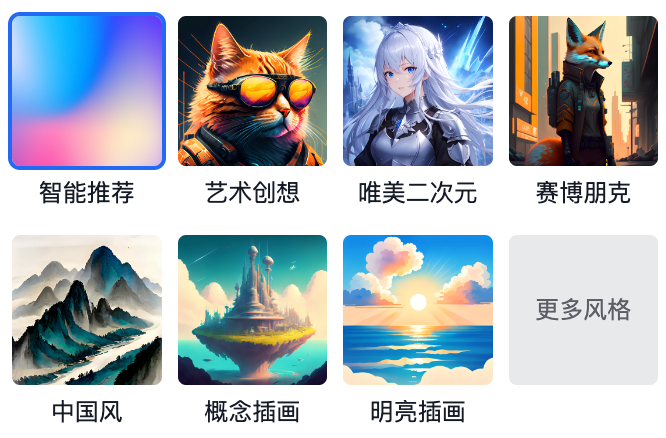 智能推荐
艺术创想
唯美二次元
赛博朋克
中国风
概念插画
明亮插画
更多风格